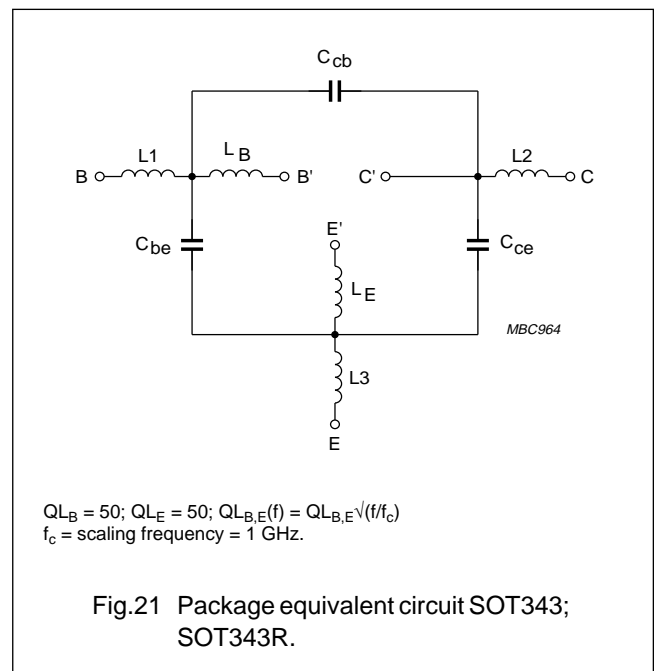 C cb
L1
L B
L2
B
B'
C'
C
E'
C be
C ce
L E
MBC964
L3
E
QL_B = 50; QL_E = 50; QL_B,E(f) = QL_B,E√(f/f_c)
f_c = scaling frequency = 1 GHz.
Fig.21 Package equivalent circuit SOT343;
SOT343R.